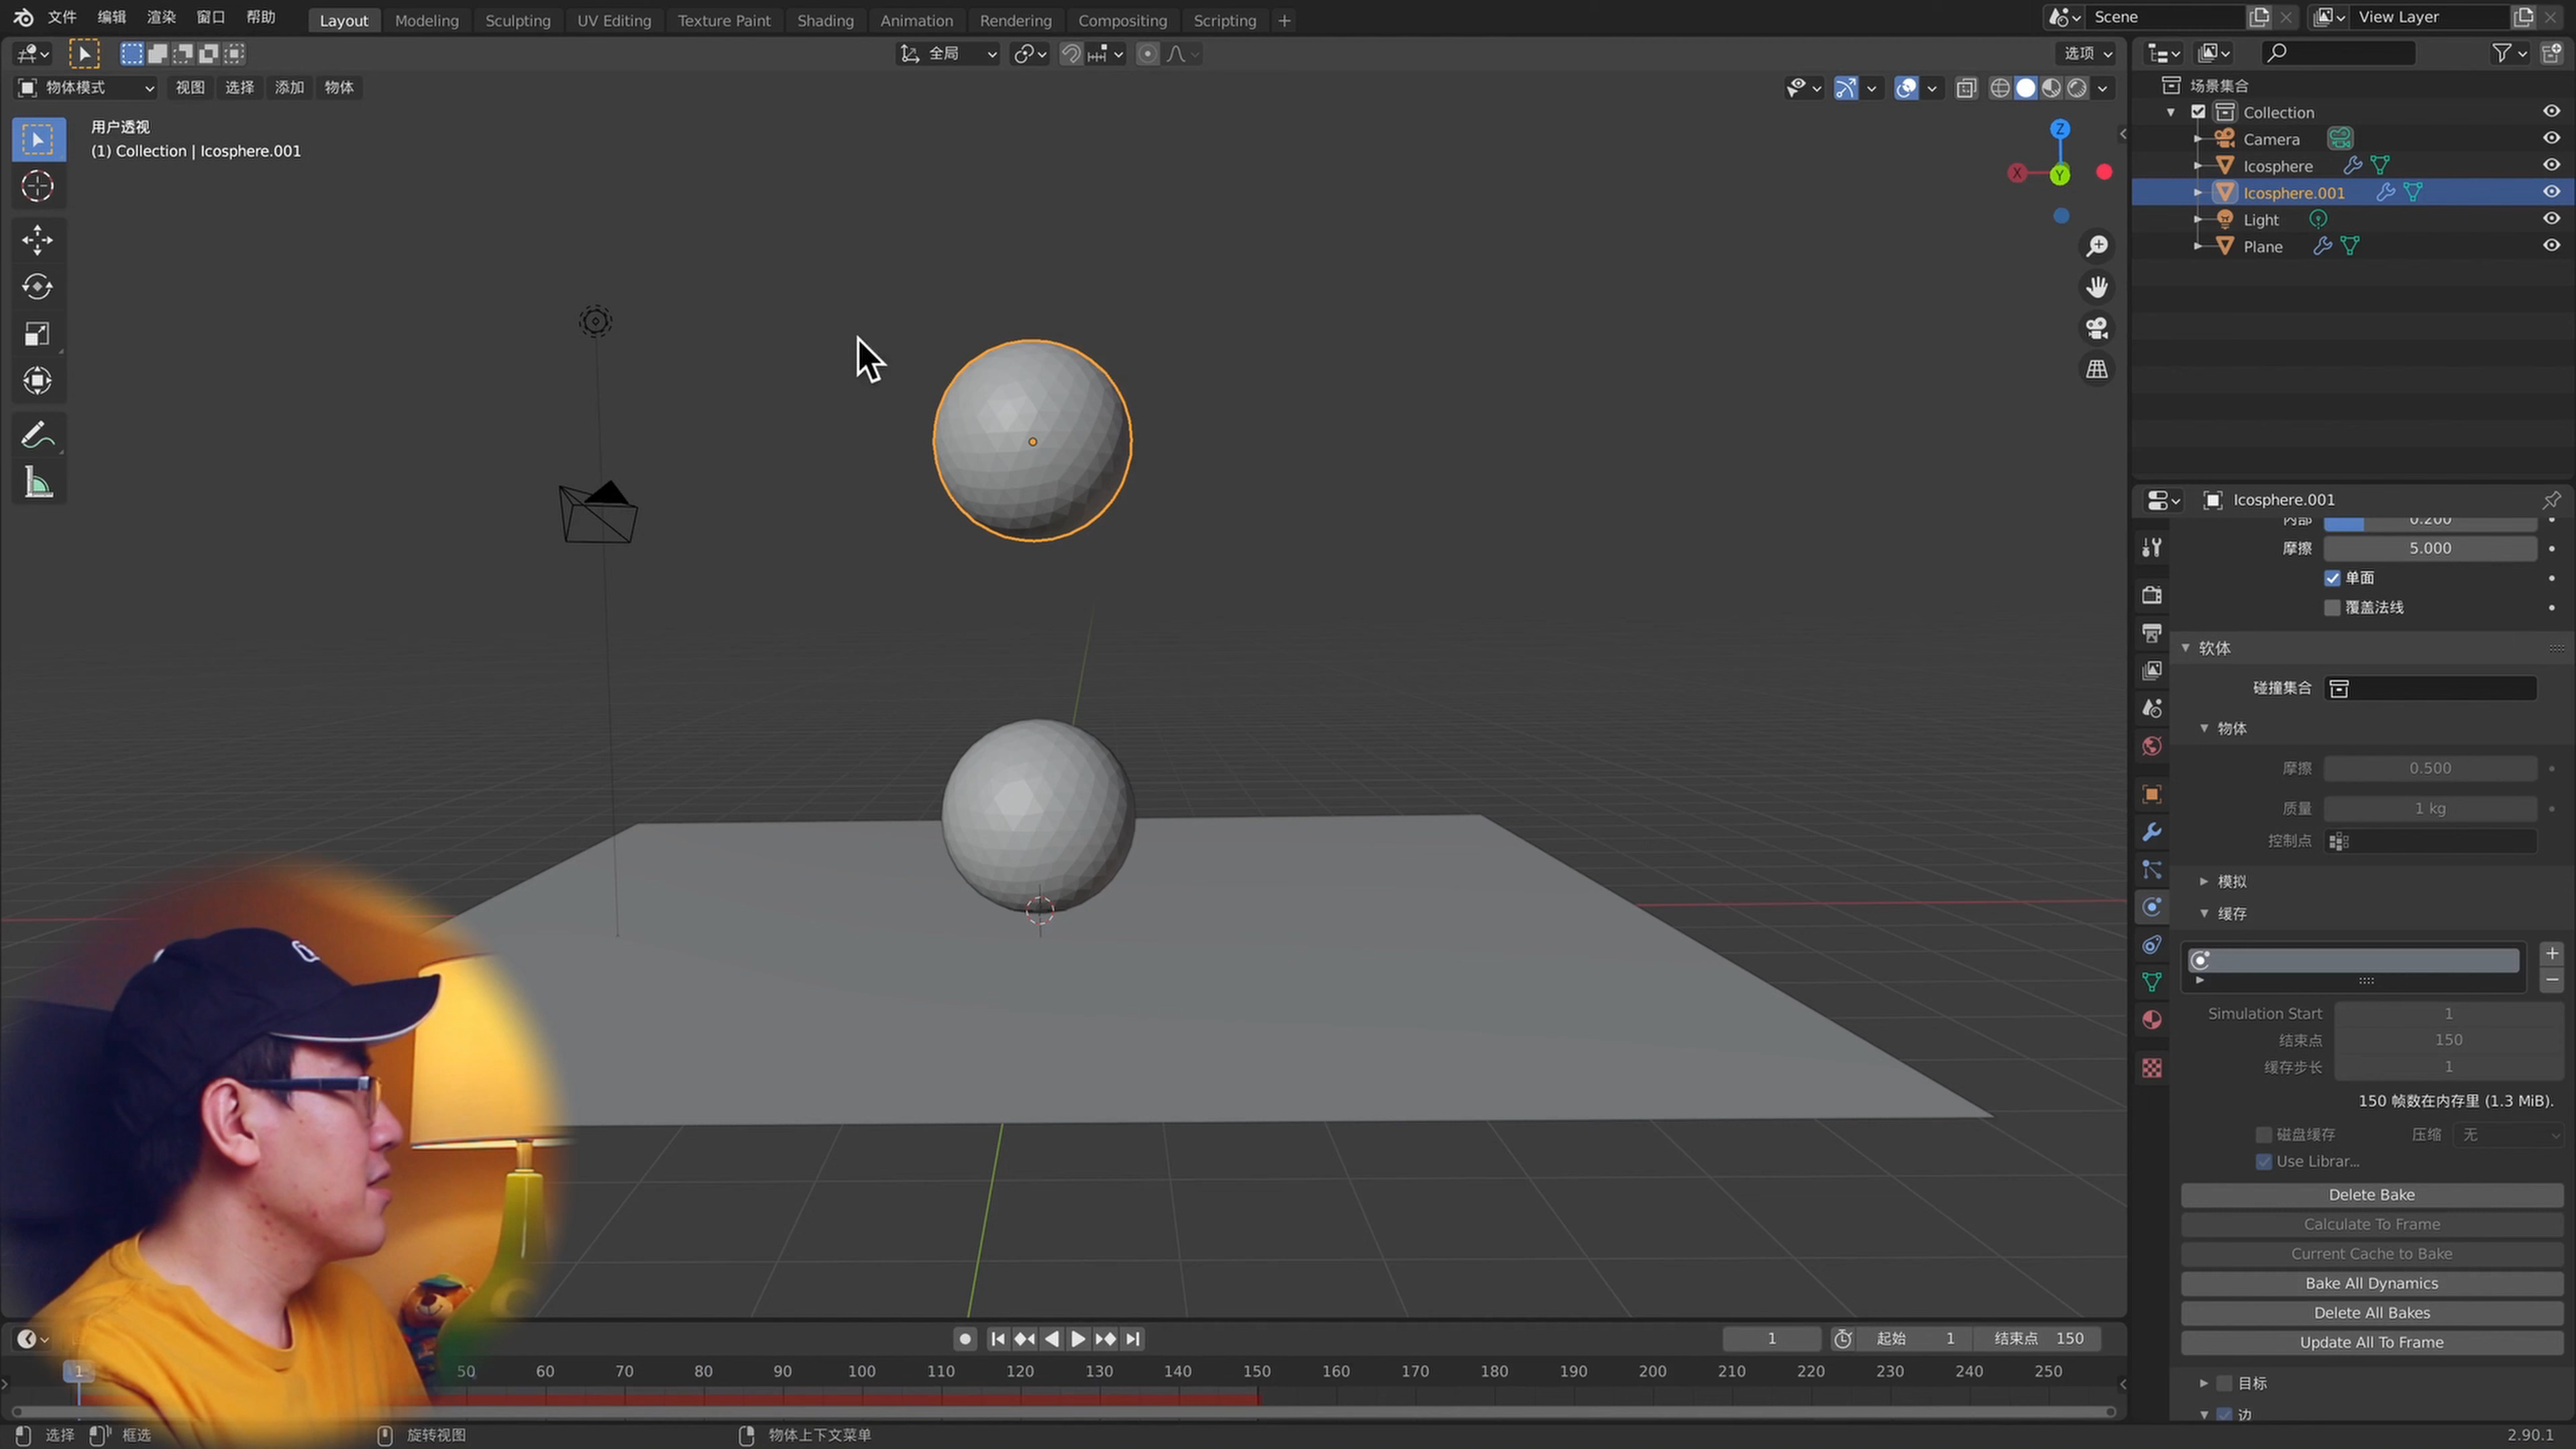 文件 编辑 渲染 窗口 帮助 Layout Modeling Sculpting UV Editing Texture Paint Shading Animation Rendering Compositing Scripting + Scene View Layer
全局 选项
物体模式 视图 选择 添加 物体
用户透视
(1) Collection | Icosphere.001
Z
X
Y
场景集合
Collection
Camera
Icosphere
Icosphere.001
Light
Plane
Icosphere.001
内部 0.200
摩擦 5.000
单面
覆盖法线
软体
碰撞集合
物体
摩擦 0.500
质量 1 kg
控制点
模拟
缓存
Simulation Start 1
结束点 150
缓存步长 1
150 帧数在内存里 (1.3 MiB).
磁盘缓存 压缩 无
Use Librar...
Delete Bake
Calculate To Frame
Current Cache to Bake
Bake All Dynamics
Delete All Bakes
Update All To Frame
目标
边
1 起始 1 结束点 150
1 50 60 70 80 90 100 110 120 130 140 150 160 170 180 190 200 210 220 230 240 250
选择 框选 旋转视图 物体上下文菜单 2.90.1